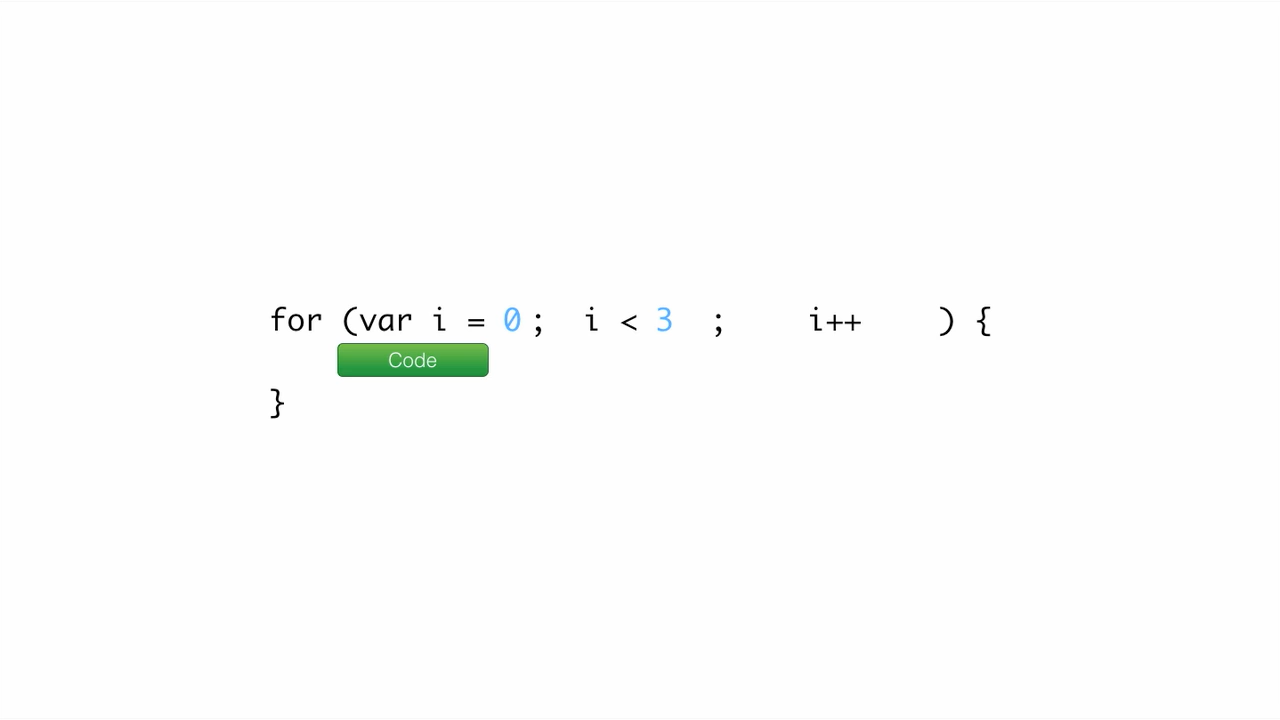 for (var i = 0 ; i < 3 ; i++ ) {
Code
}